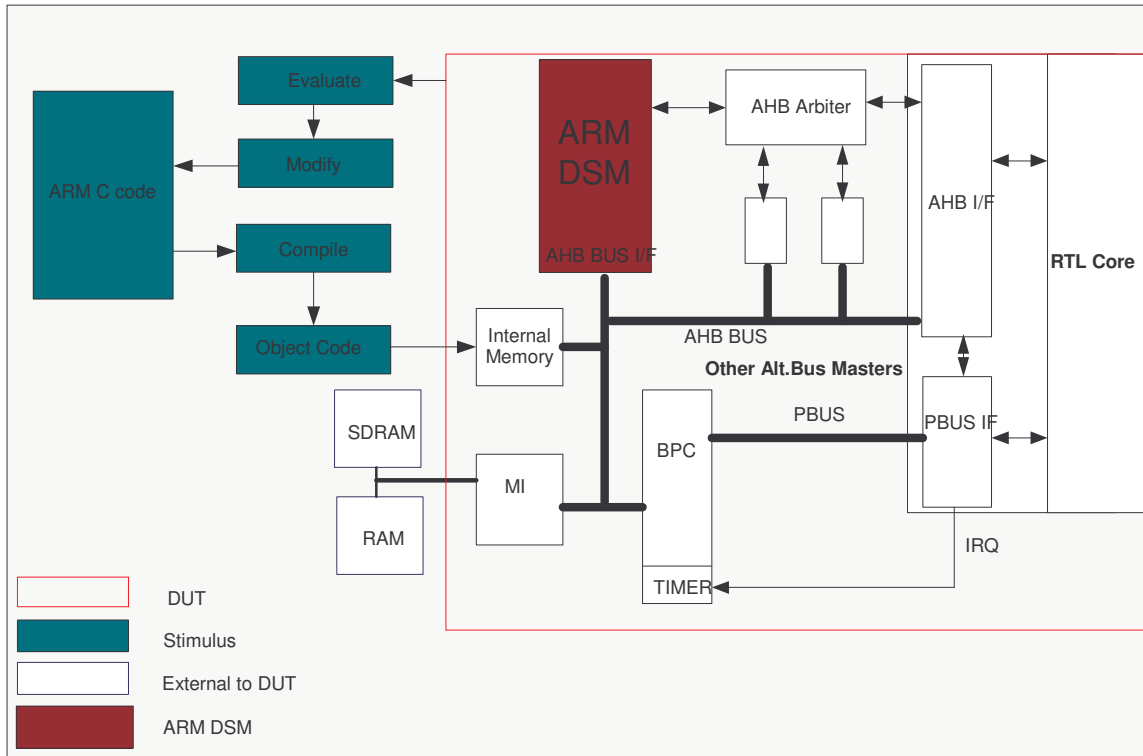 Evaluate
Modify
ARM C code
Compile
Object Code
ARM
DSM
AHB BUS I/F
AHB Arbiter
AHB I/F
RTL Core
Internal
Memory
AHB BUS
Other Alt.Bus Masters
PBUS
SDRAM
RAM
MI
BPC
PBUS IF
IRQ
TIMER
DUT
Stimulus
External to DUT
ARM DSM